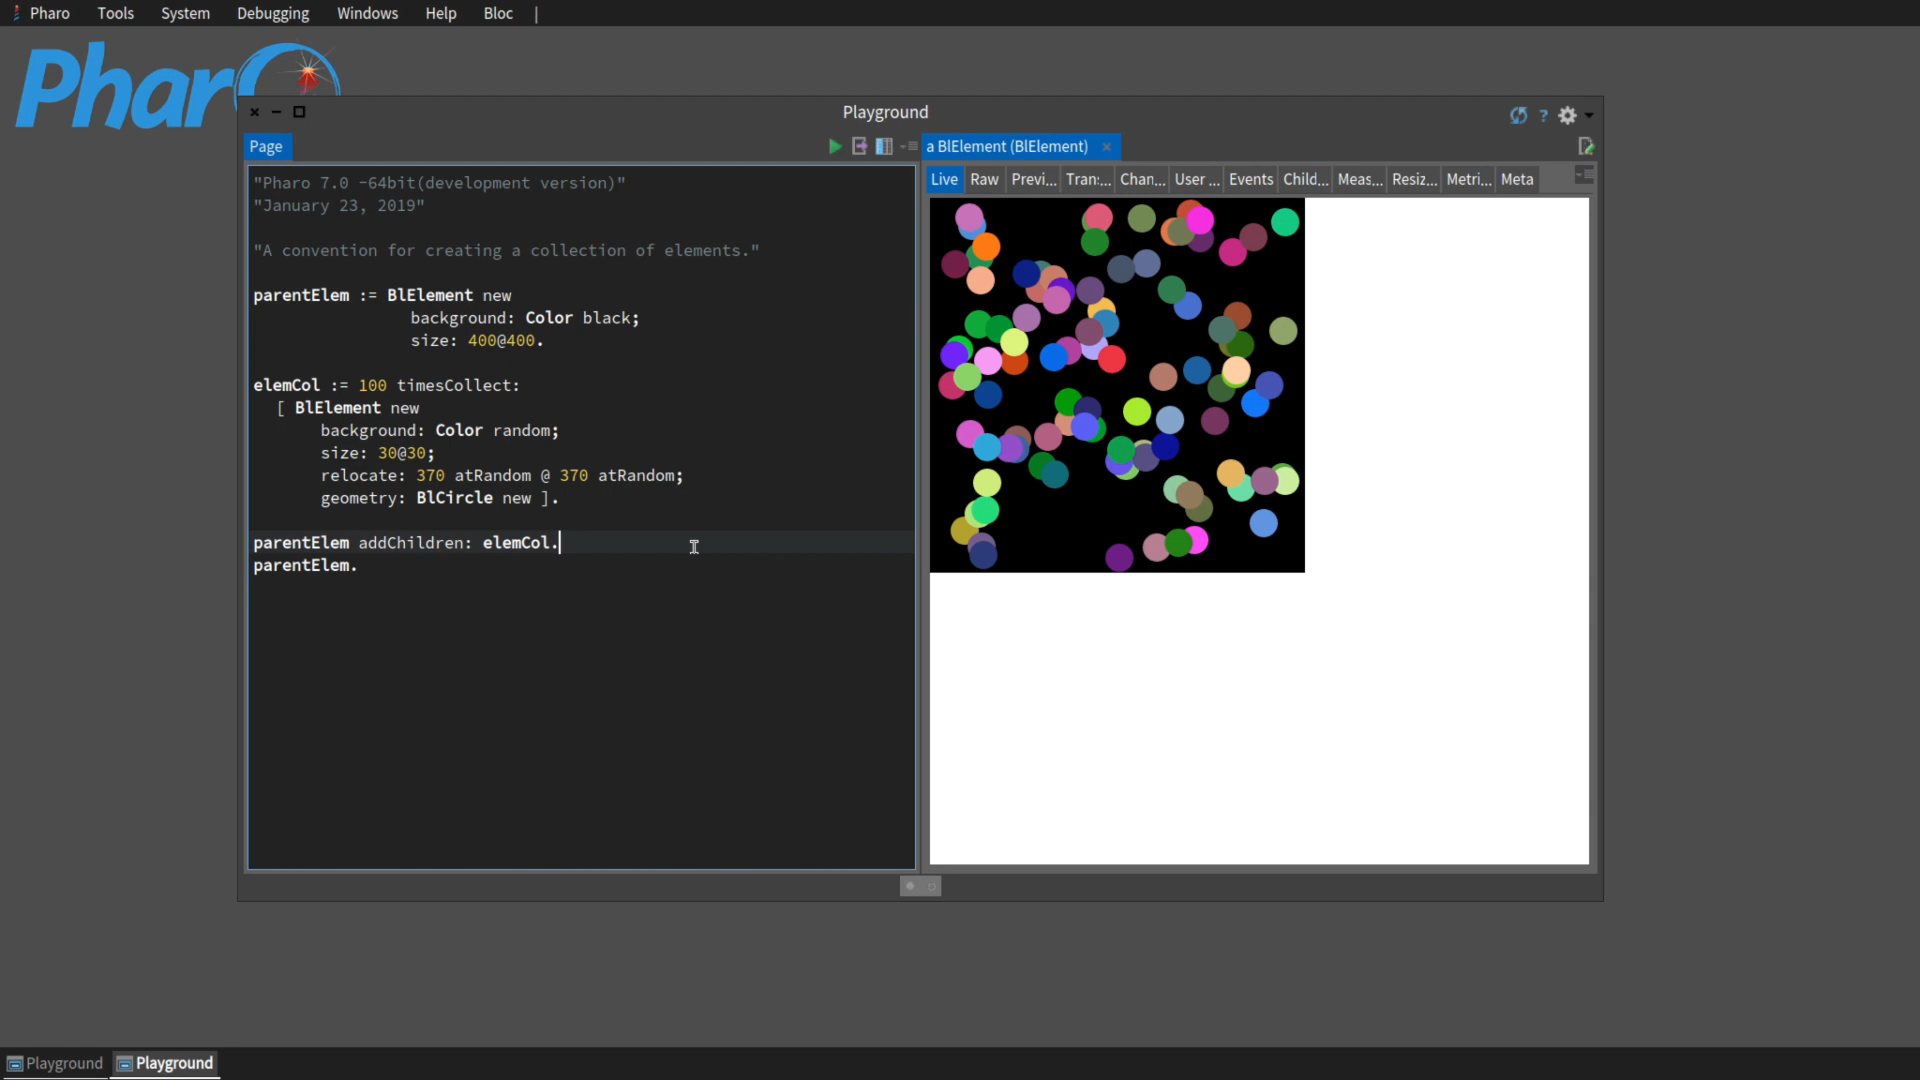 Pharo Tools System Debugging Windows Help Bloc |
Phar
Playground
?
Page
a BlElement (BlElement)
Live Raw Previ... Tran:... Chan,... User ... Events Child,... Meas... Resiz,... Metri,... Meta
"Pharo 7.0 -64bit(development version)"
"January 23, 2019"
"A convention for creating a collection of elements."
parentElem := BlElement new
background: Color black;
size: 400@400.
elemCol := 100 timesCollect:
[ BlElement new
background: Color random;
size: 30@30;
relocate: 370 atRandom @ 370 atRandom;
geometry: BlCircle new ].
parentElem addChildren: elemCol.
parentElem.
Playground Playground